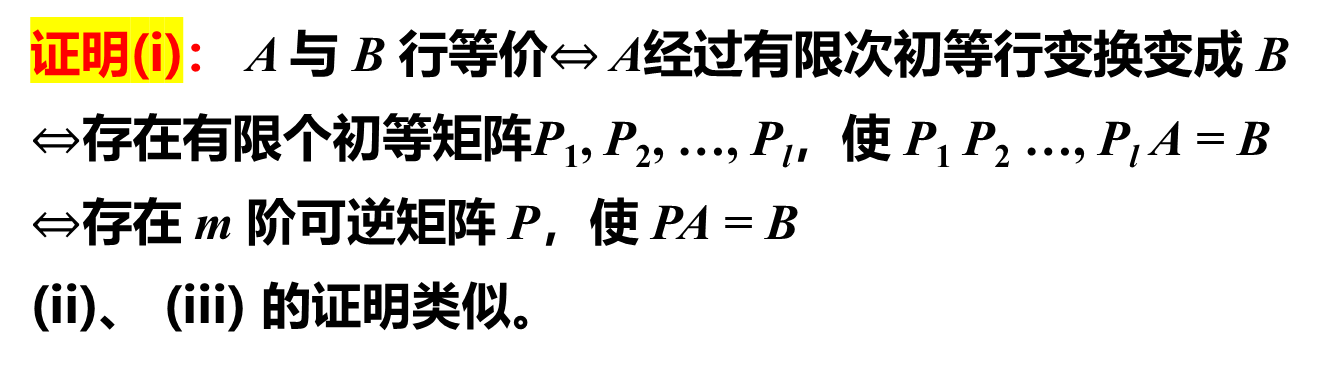 证明(i)： A 与 B 行等价⇔ A经过有限次初等行变换变成 B
⇔存在有限个初等矩阵P1, P2, …, Pl，使 P1 P2 …, Pl A = B
⇔存在 m 阶可逆矩阵 P，使 PA = B
(ii)、 (iii) 的证明类似。